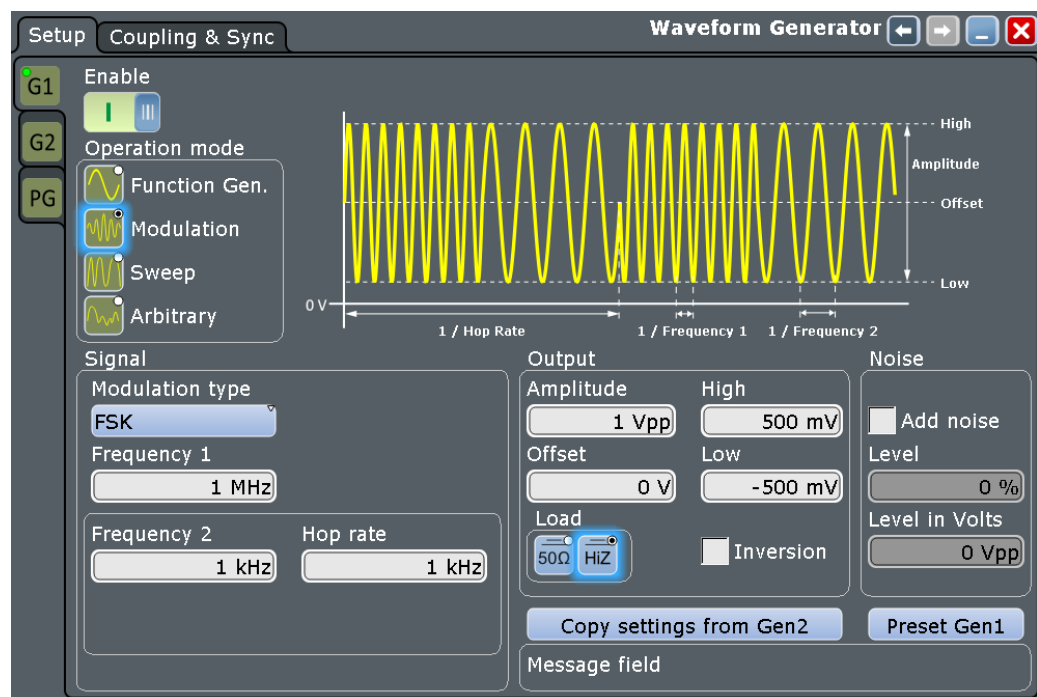 Setup
Coupling & Sync
Waveform Generator
G1
G2
PG
Enable
Operation mode
Function Gen.
Modulation
Sweep
Arbitrary
High
Amplitude
Offset
Low
0 V
1 / Hop Rate
1 / Frequency 1
1 / Frequency 2
Signal
Modulation type
FSK
Frequency 1
1 MHz
Frequency 2
Hop rate
1 kHz
1 kHz
Output
Amplitude
High
1 Vpp
500 mV
Offset
Low
0 V
-500 mV
Load
50Ω
HiZ
Inversion
Noise
Add noise
Level
0 %
Level in Volts
0 Vpp
Copy settings from Gen2
Preset Gen1
Message field